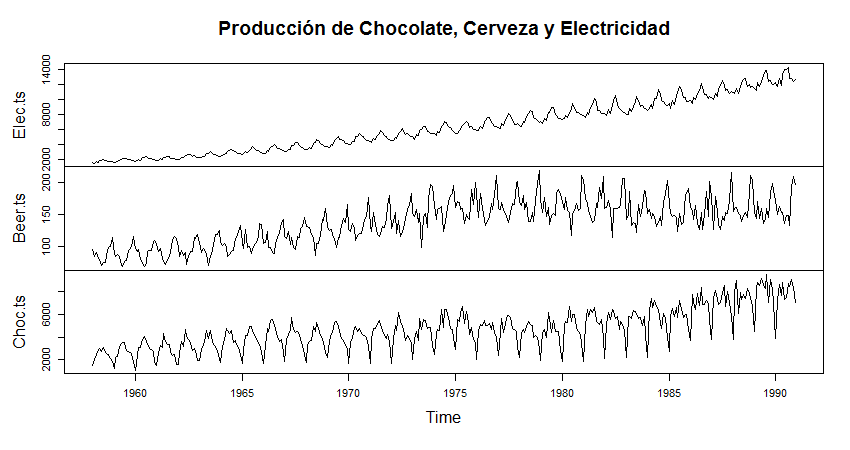 Producción de Chocolate, Cerveza y Electricidad
Elec.ts
2000 8000 14000
Beer.ts
100 150 200
Choc.ts
2000 6000
1960 1965 1970 1975 1980 1985 1990
Time